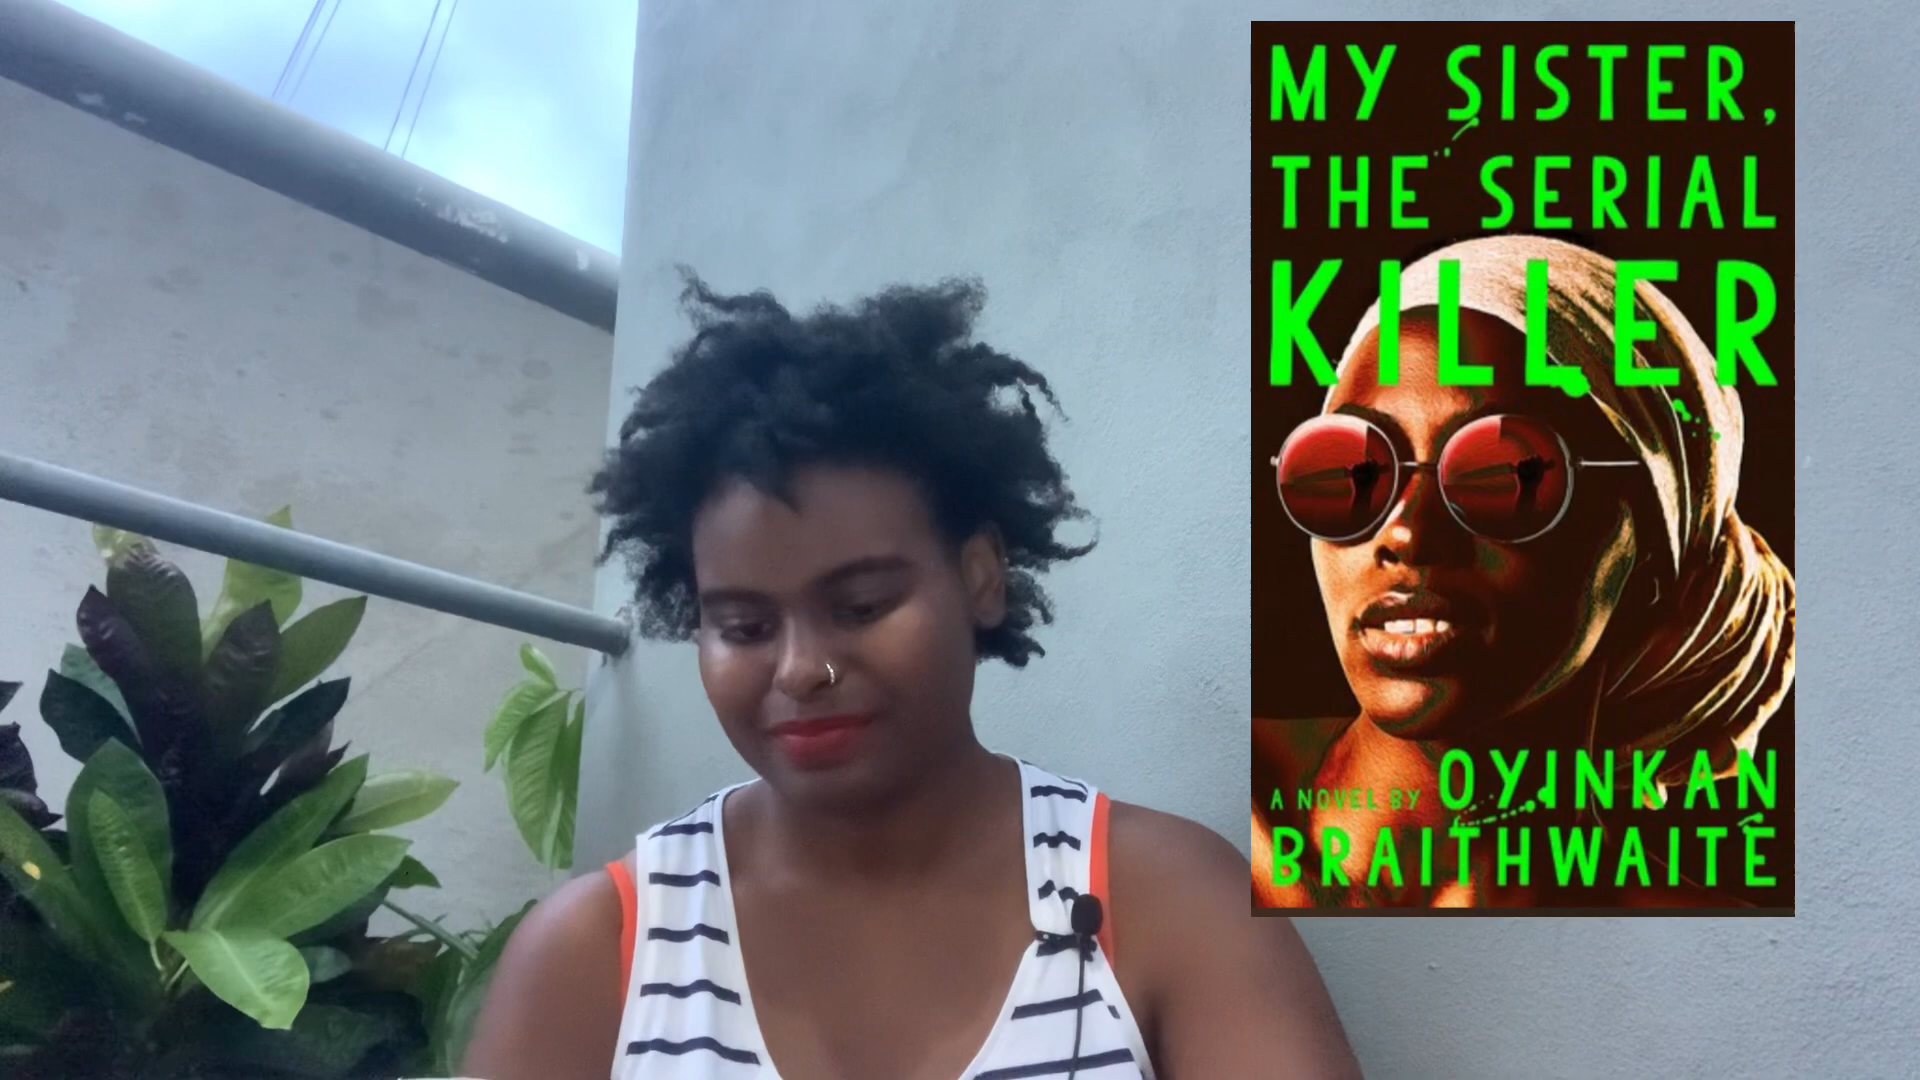 MY SISTER,
THE SERIAL
KILLER
A NOVEL BY OYINKAN
BRAITHWAITE